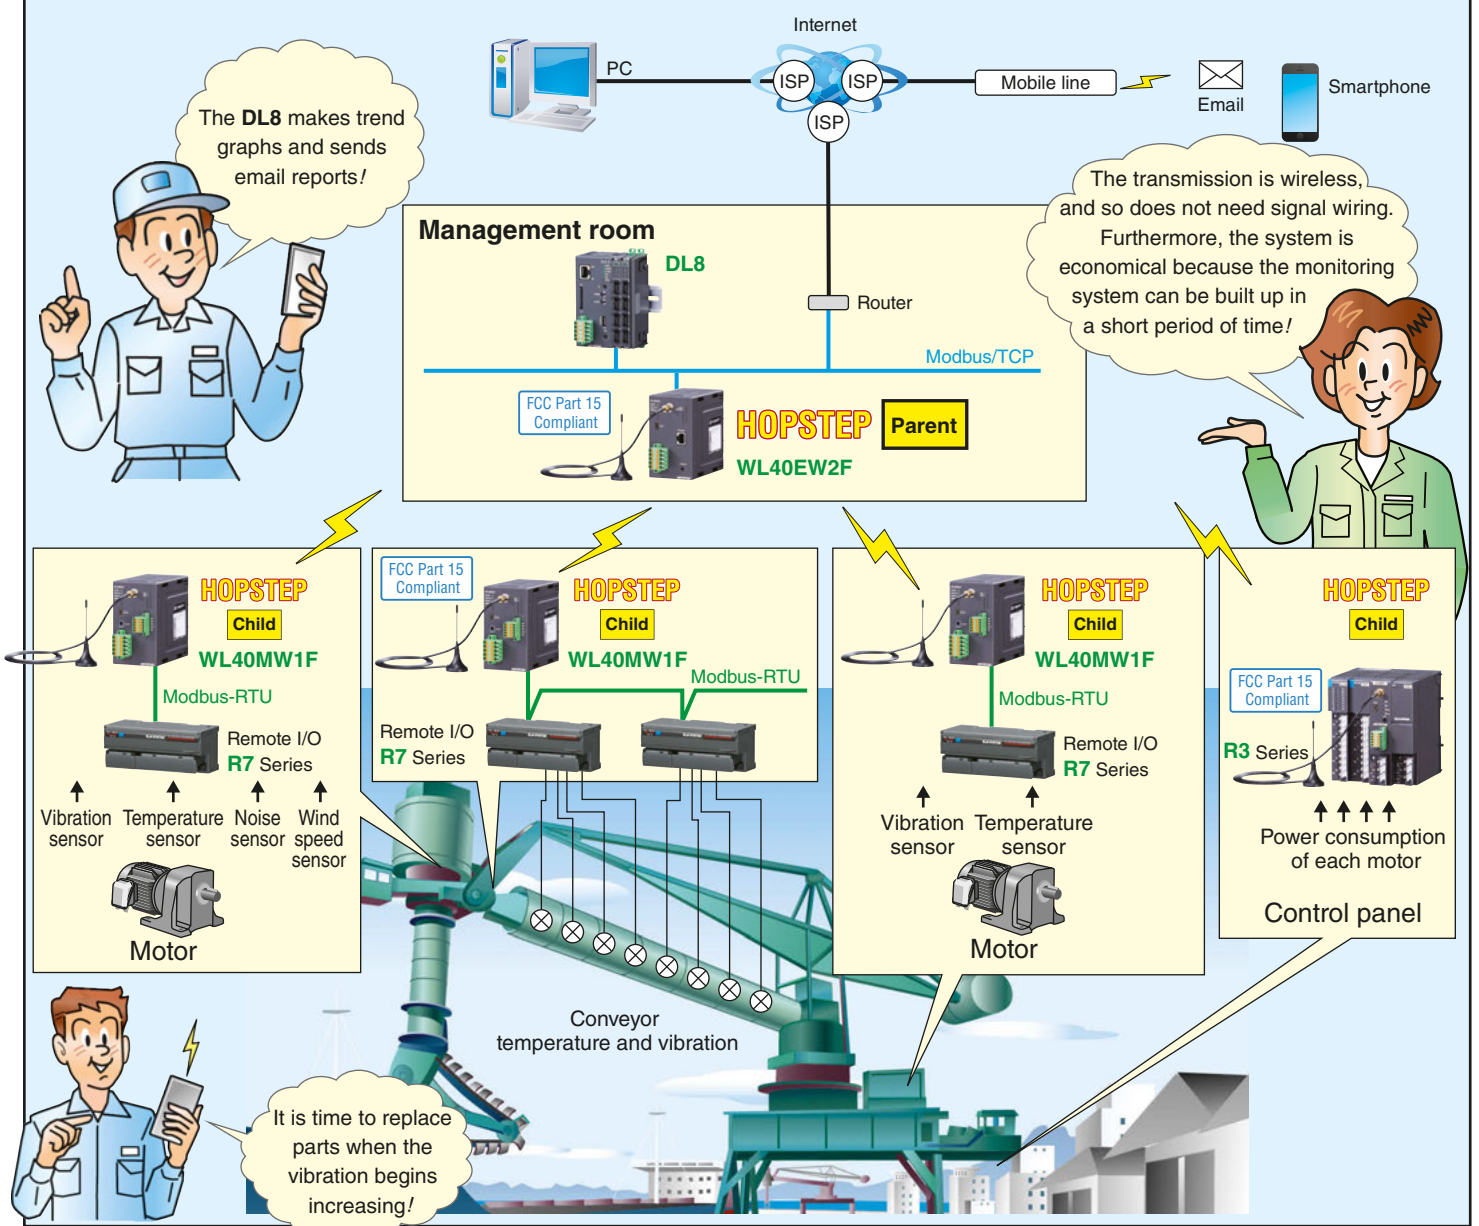 Internet
PC
ISP
ISP
ISP
Mobile line
Email
Smartphone
The DL8 makes trend
graphs and sends
email reports!
The transmission is wireless,
and so does not need signal wiring.
Furthermore, the system is
economical because the monitoring
system can be built up in
a short period of time!
Management room
DL8
Router
Modbus/TCP
FCC Part 15
Compliant
HOPSTEP
Parent
WL40EW2F
HOPSTEP
Child
WL40MW1F
Modbus-RTU
Remote I/O
R7 Series
Vibration
sensor
Temperature
sensor
Noise
sensor
Wind
speed
sensor
Motor
FCC Part 15
Compliant
HOPSTEP
Child
WL40MW1F
Modbus-RTU
Remote I/O
R7 Series
Conveyor
temperature and vibration
HOPSTEP
Child
WL40MW1F
Modbus-RTU
Remote I/O
R7 Series
Vibration
sensor
Temperature
sensor
Motor
HOPSTEP
Child
FCC Part 15
Compliant
R3 Series
Power consumption
of each motor
Control panel
It is time to replace
parts when the
vibration begins
increasing!